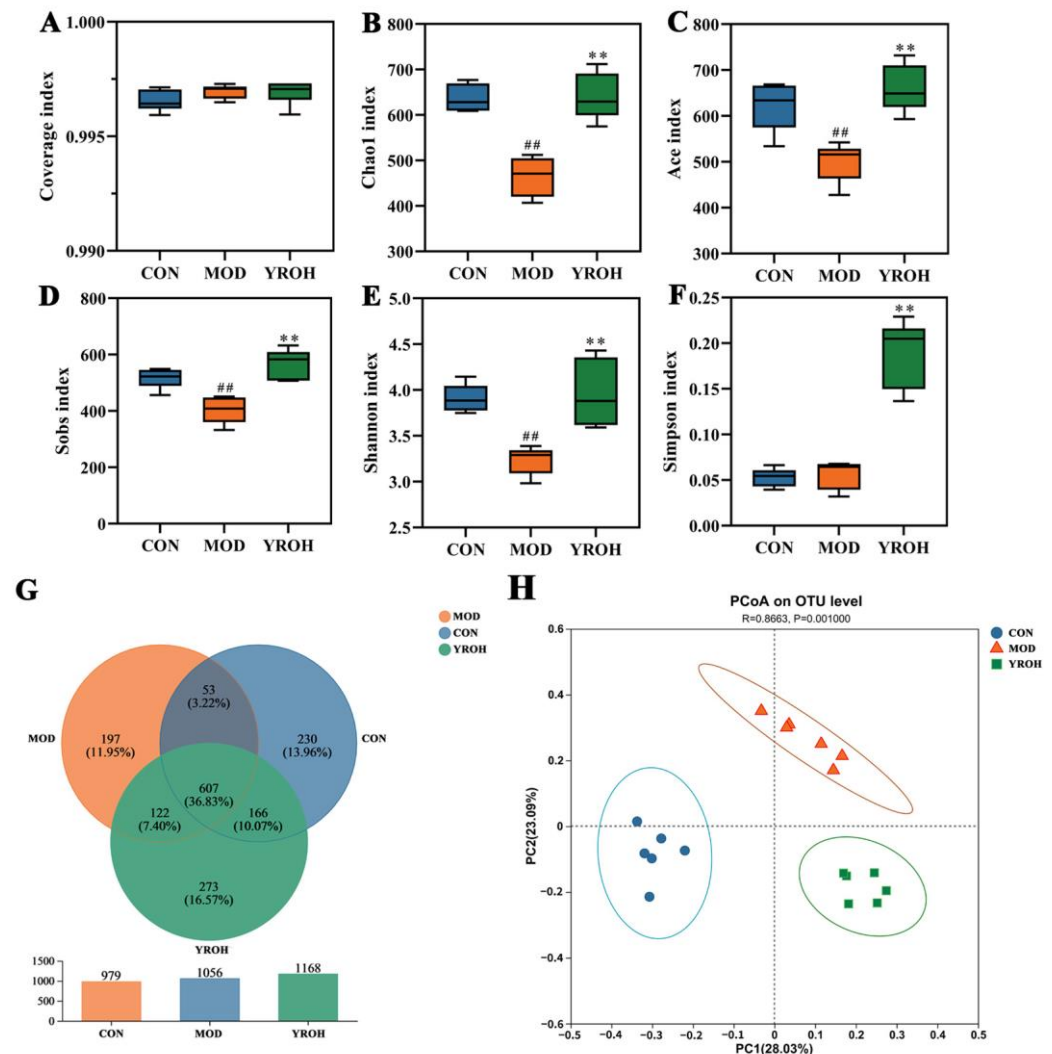 A
1.000
0.995
0.990
Coverage index
CON MOD YROH
B
800
700
600
500
400
300
Chao1 index
##
**
CON MOD YROH
C
800
700
600
500
400
300
Ace index
##
**
CON MOD YROH
D
800
600
400
200
0
Sobs index
##
**
CON MOD YROH
E
5.0
4.5
4.0
3.5
3.0
2.5
Shannon index
##
**
CON MOD YROH
F
0.25
0.20
0.15
0.10
0.05
0.00
Simpson index
**
CON MOD YROH
G
MOD
CON
YROH
53
(3.22%)
197
(11.95%)
230
(13.96%)
MOD
CON
607
(36.83%)
122
(7.40%)
166
(10.07%)
273
(16.57%)
YROH
1500
1000
500
0
979
1056
1168
CON MOD YROH
H
PCoA on OTU level
R=0.8663, P=0.001000
CON
MOD
YROH
0.6
0.4
0.2
0
−0.2
−0.4
−0.6
PC2(23.09%)
−0.5 −0.4 −0.3 −0.2 −0.1 0 0.1 0.2 0.3 0.4 0.5
PC1(28.03%)